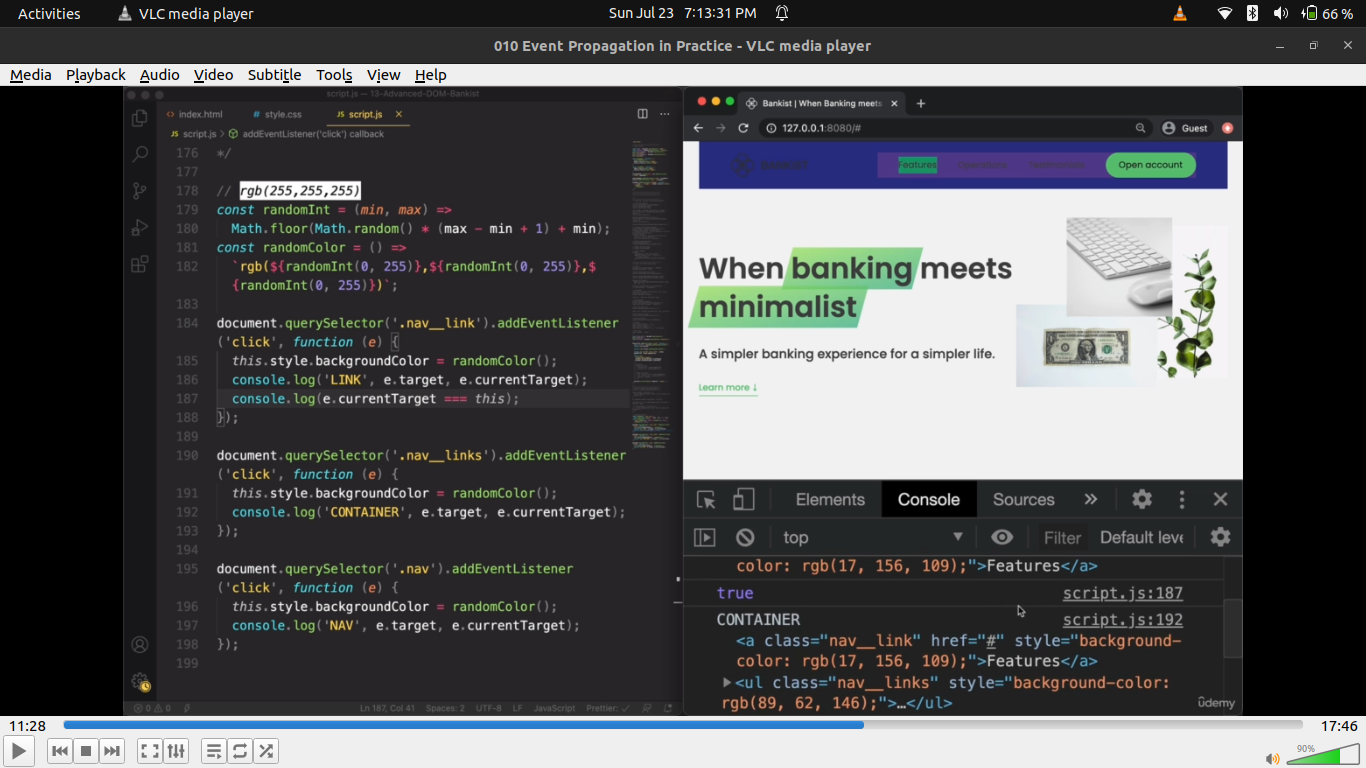 Activities
VLC media player
Sun Jul 23 7:13:31 PM
66 %
010 Event Propagation in Practice - VLC media player
Media Playback Audio Video Subtitle Tools View Help
script.js — 13-Advanced-DOM-Bankist
index.html
style.css
script.js
script.js > addEventListener('click') callback
176 */
177
178 // rgb(255,255,255)
179 const randomInt = (min, max) =>
180 Math.floor(Math.random() * (max - min + 1) + min);
181 const randomColor = () =>
182 `rgb(${randomInt(0, 255)},${randomInt(0, 255)},$
{randomInt(0, 255)})`;
183
184 document.querySelector('.nav__link').addEventListener
('click', function (e) {
185 this.style.backgroundColor = randomColor();
186 console.log('LINK', e.target, e.currentTarget);
187 console.log(e.currentTarget === this);
188 });
189
190 document.querySelector('.nav__links').addEventListener
('click', function (e) {
191 this.style.backgroundColor = randomColor();
192 console.log('CONTAINER', e.target, e.currentTarget);
193 });
194
195 document.querySelector('.nav').addEventListener
('click', function (e) {
196 this.style.backgroundColor = randomColor();
197 console.log('NAV', e.target, e.currentTarget);
198 });
199
0 0
Ln 187, Col 41 Spaces: 2 UTF-8 LF JavaScript Prettier: ✓
Bankist | When Banking meets
127.0.0.1:8080/#
Guest
BANKIST
Features
Operations
Testimonials
Open account
When banking meets
minimalist
A simpler banking experience for a simpler life.
Learn more ↓
Elements Console Sources »
top
Filter
Default leve
color: rgb(17, 156, 109);">Features</a>
true script.js:187
CONTAINER script.js:192
<a class="nav__link" href="#" style="background-
color: rgb(17, 156, 109);">Features</a>
<ul class="nav__links" style="background-color:
rgb(89, 62, 146);">…</ul>
ûdemy
11:28
17:46
90%